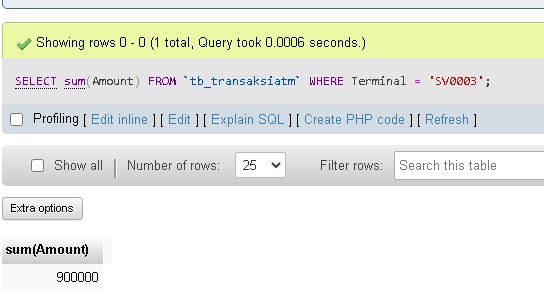 Showing rows 0 - 0 (1 total, Query took 0.0006 seconds.)
SELECT sum(Amount) FROM `tb_transaksiatm` WHERE Terminal = 'SV0003';
Profiling [ Edit inline ] [ Edit ] [ Explain SQL ] [ Create PHP code ] [ Refresh ]
Show all Number of rows: 25 Filter rows: Search this table
Extra options
sum(Amount)
900000